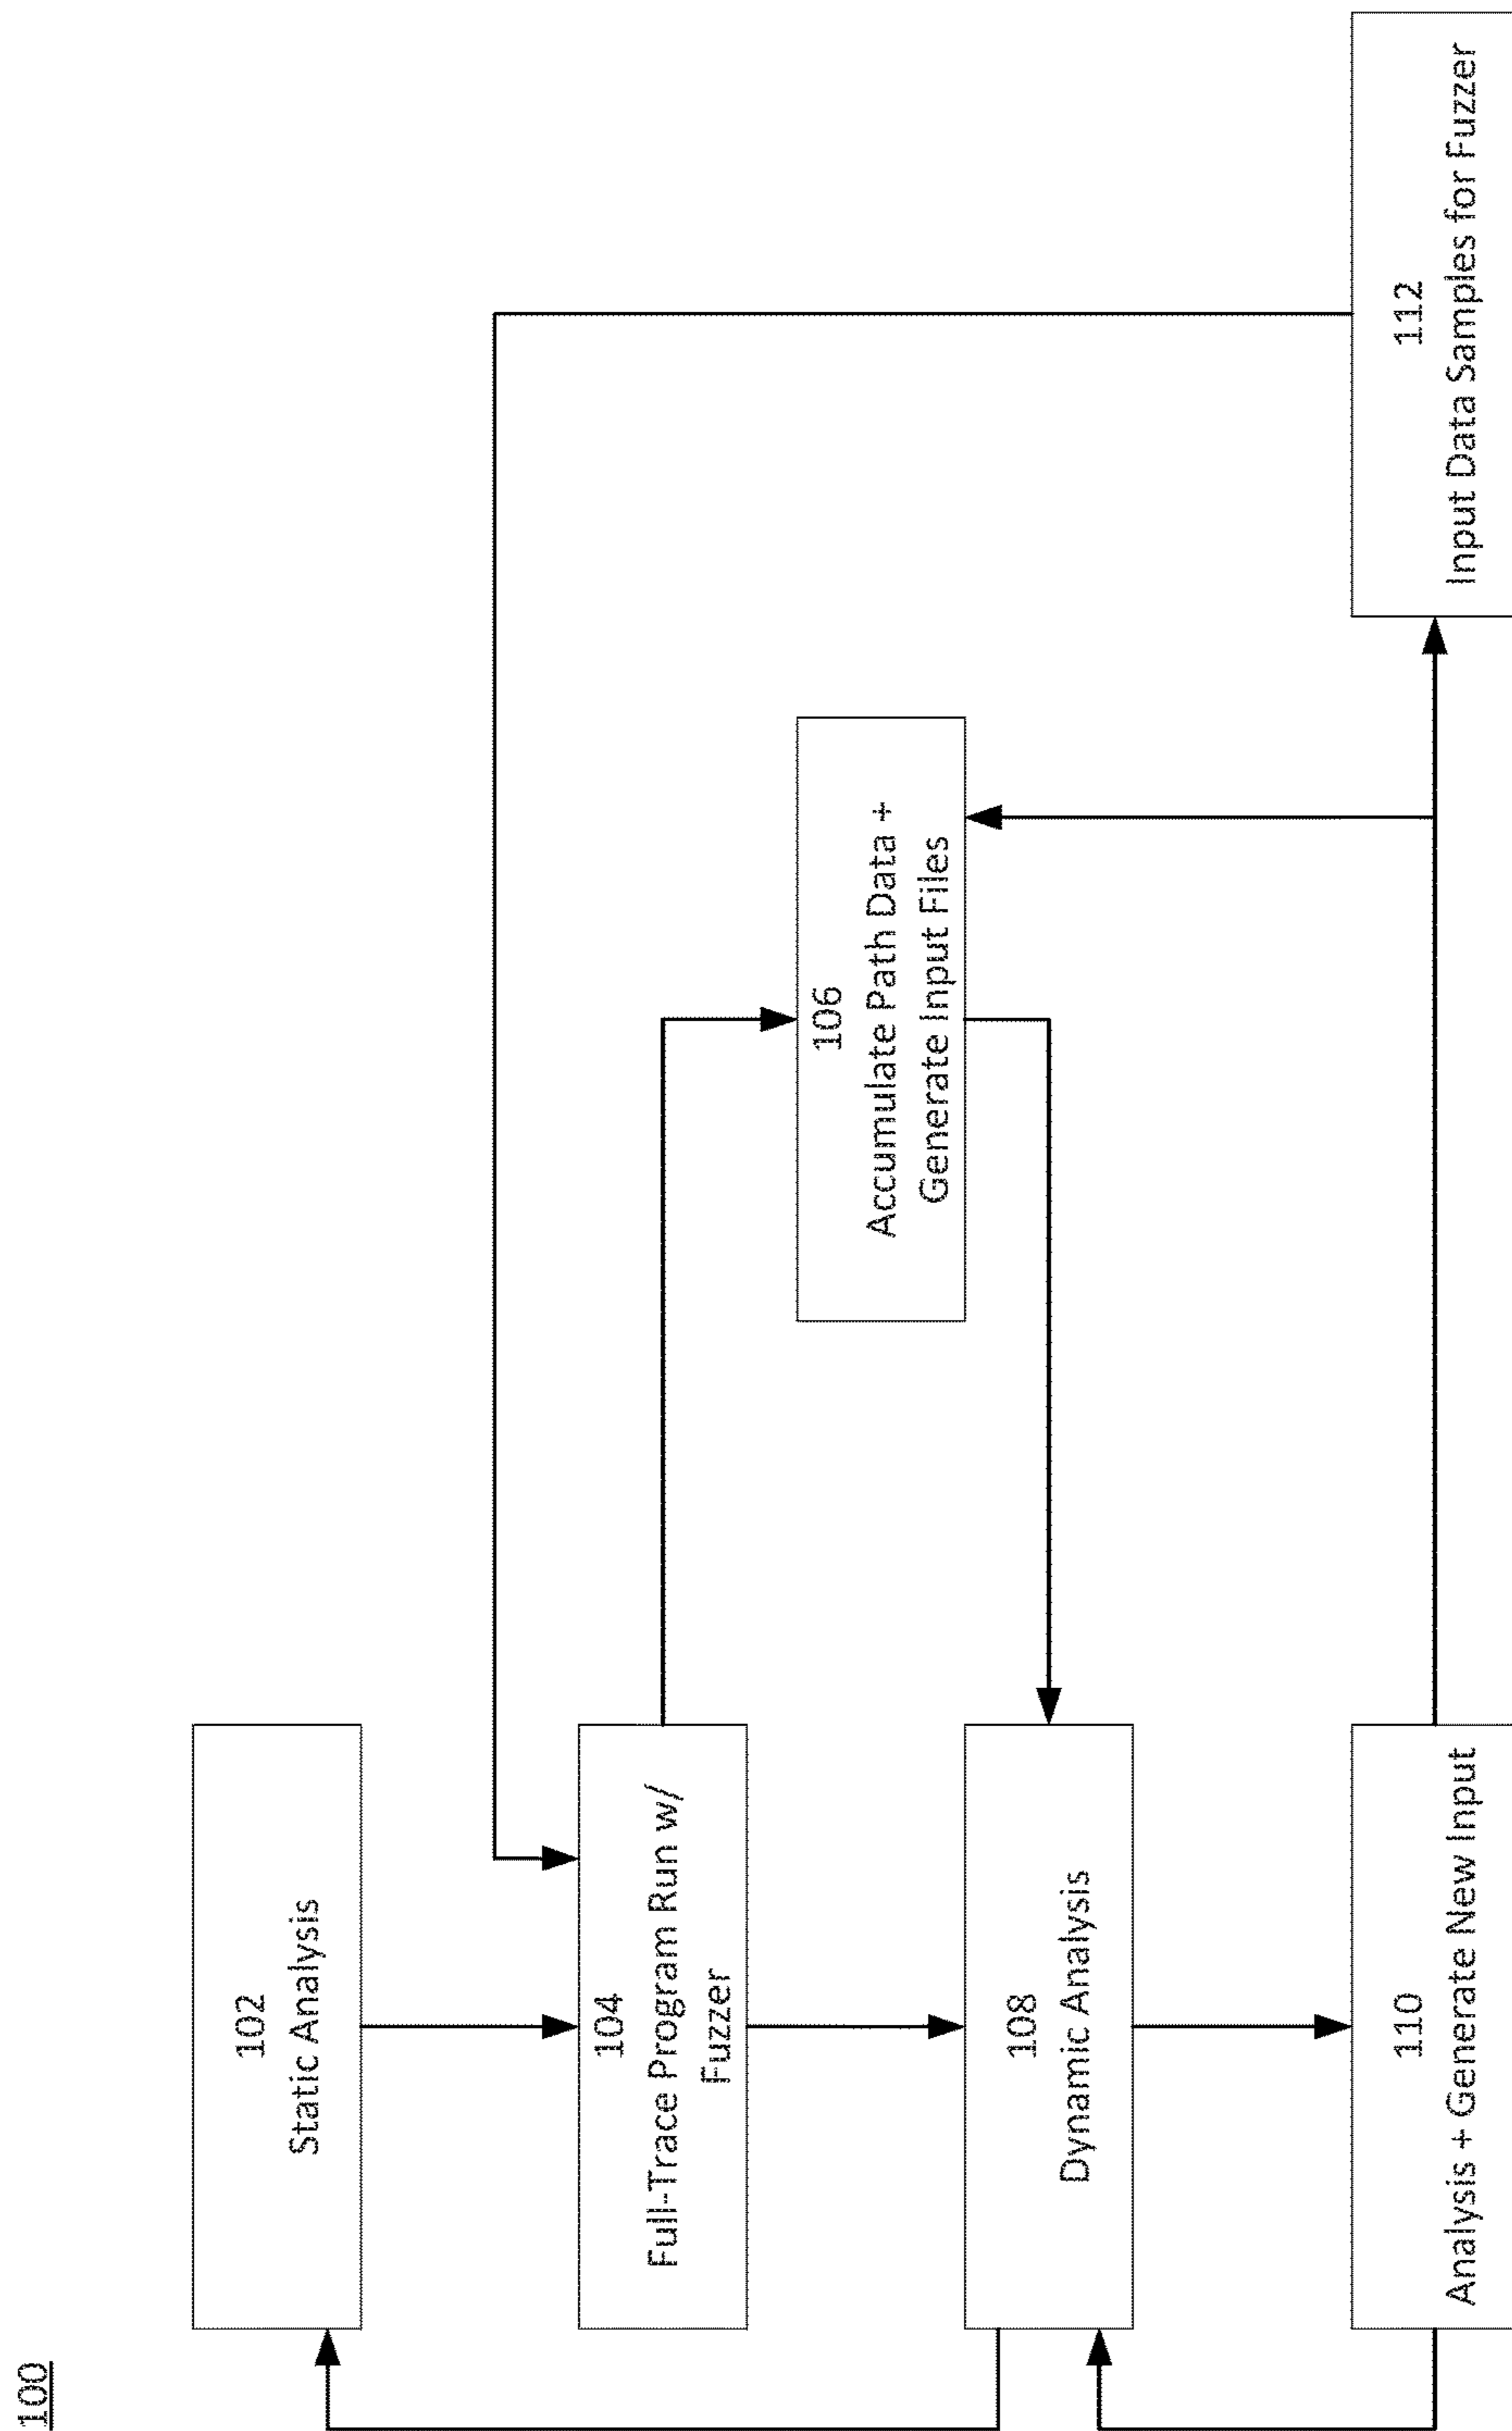 100
102
Static Analysis
104
Full-Trace Program Run w/
Fuzzer
106
Accumulate Path Data +
Generate Input Files
108
Dynamic Analysis
110
Analysis + Generate New Input
112
Input Data Samples for Fuzzer